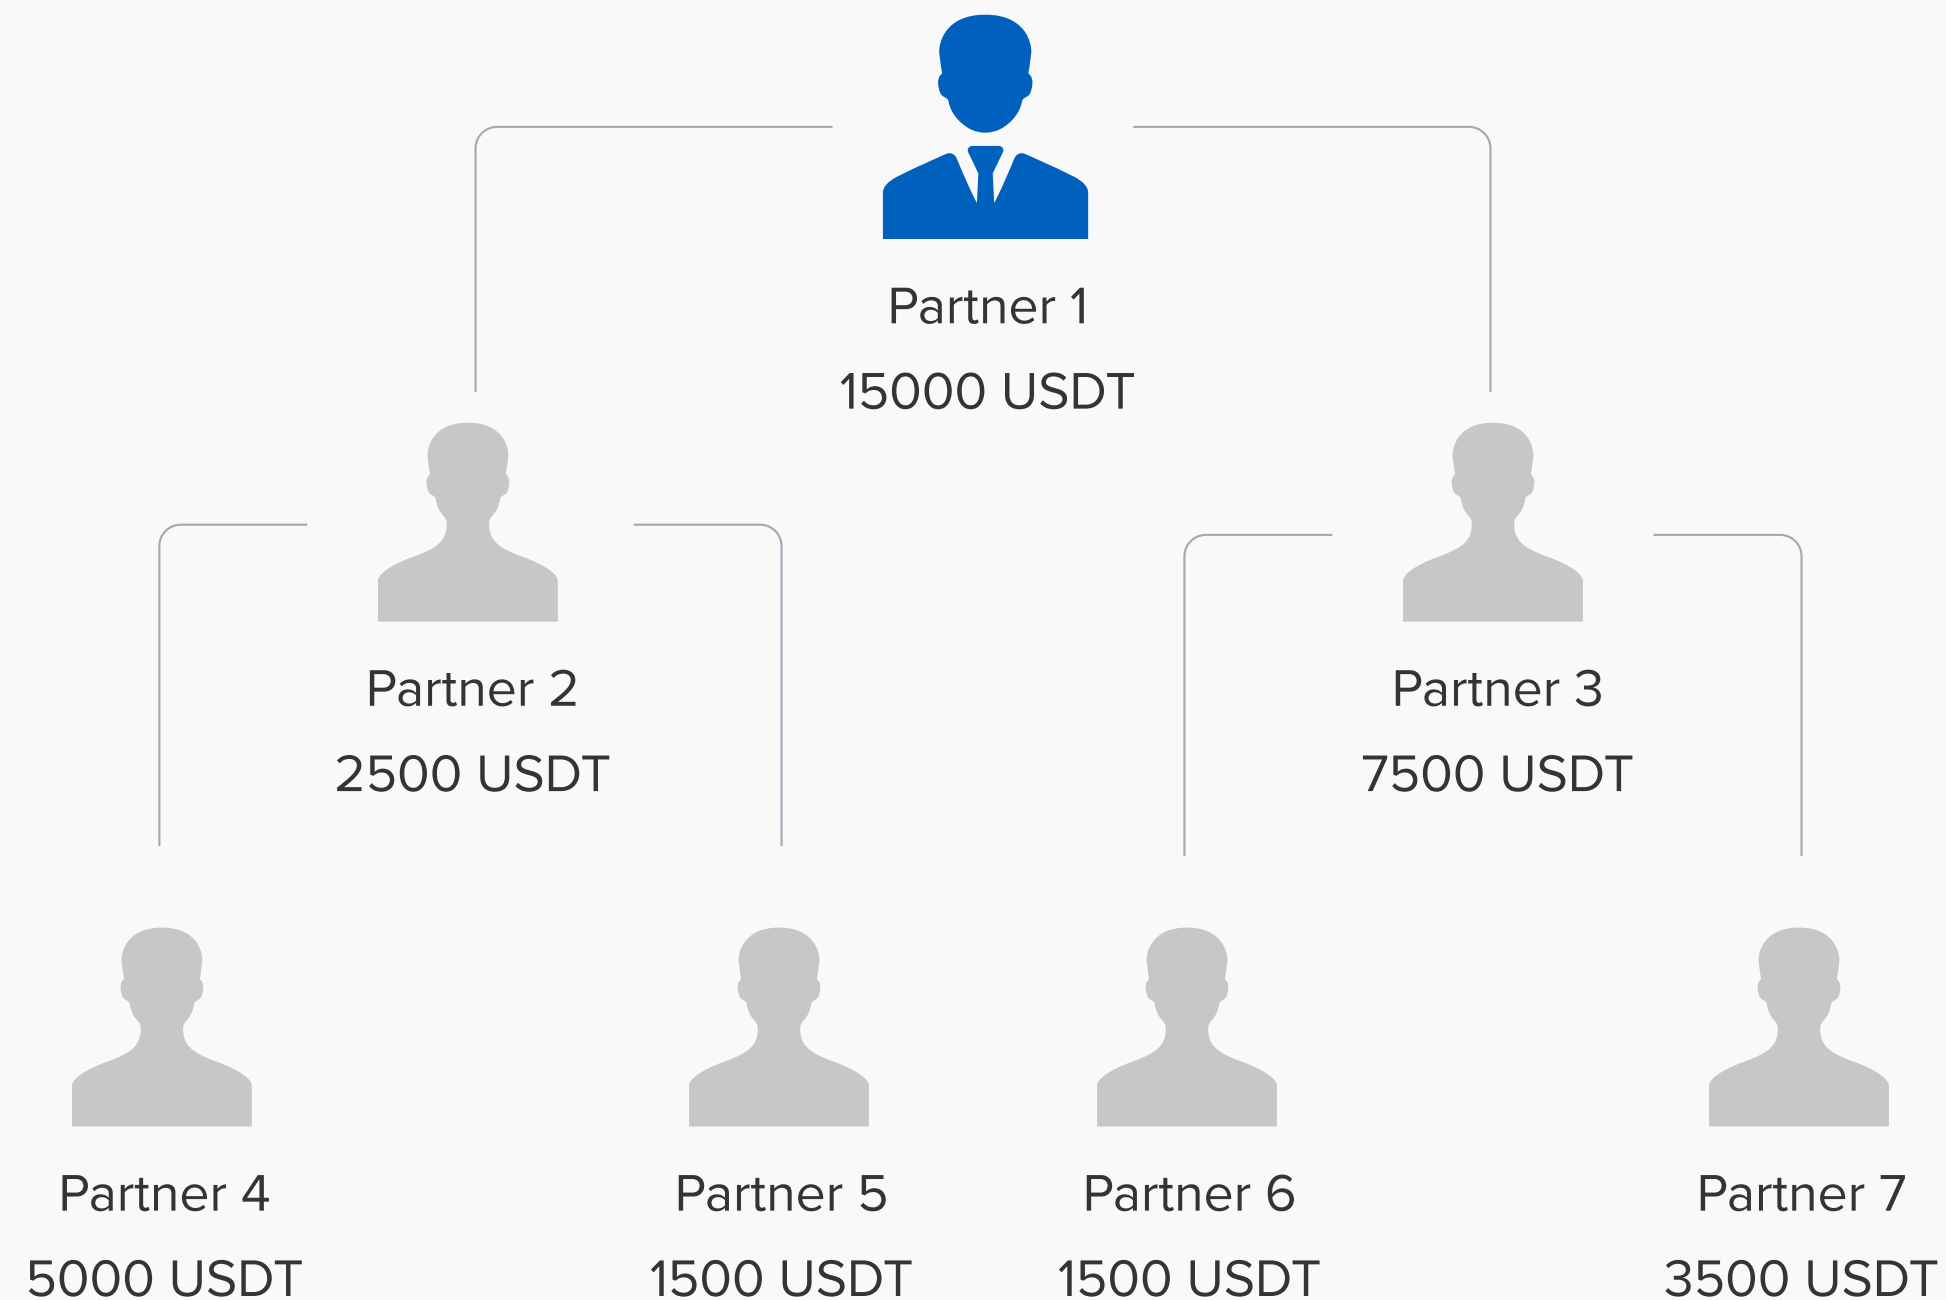 Partner 1
15000 USDT
Partner 2
2500 USDT
Partner 3
7500 USDT
Partner 4
5000 USDT
Partner 5
1500 USDT
Partner 6
1500 USDT
Partner 7
3500 USDT